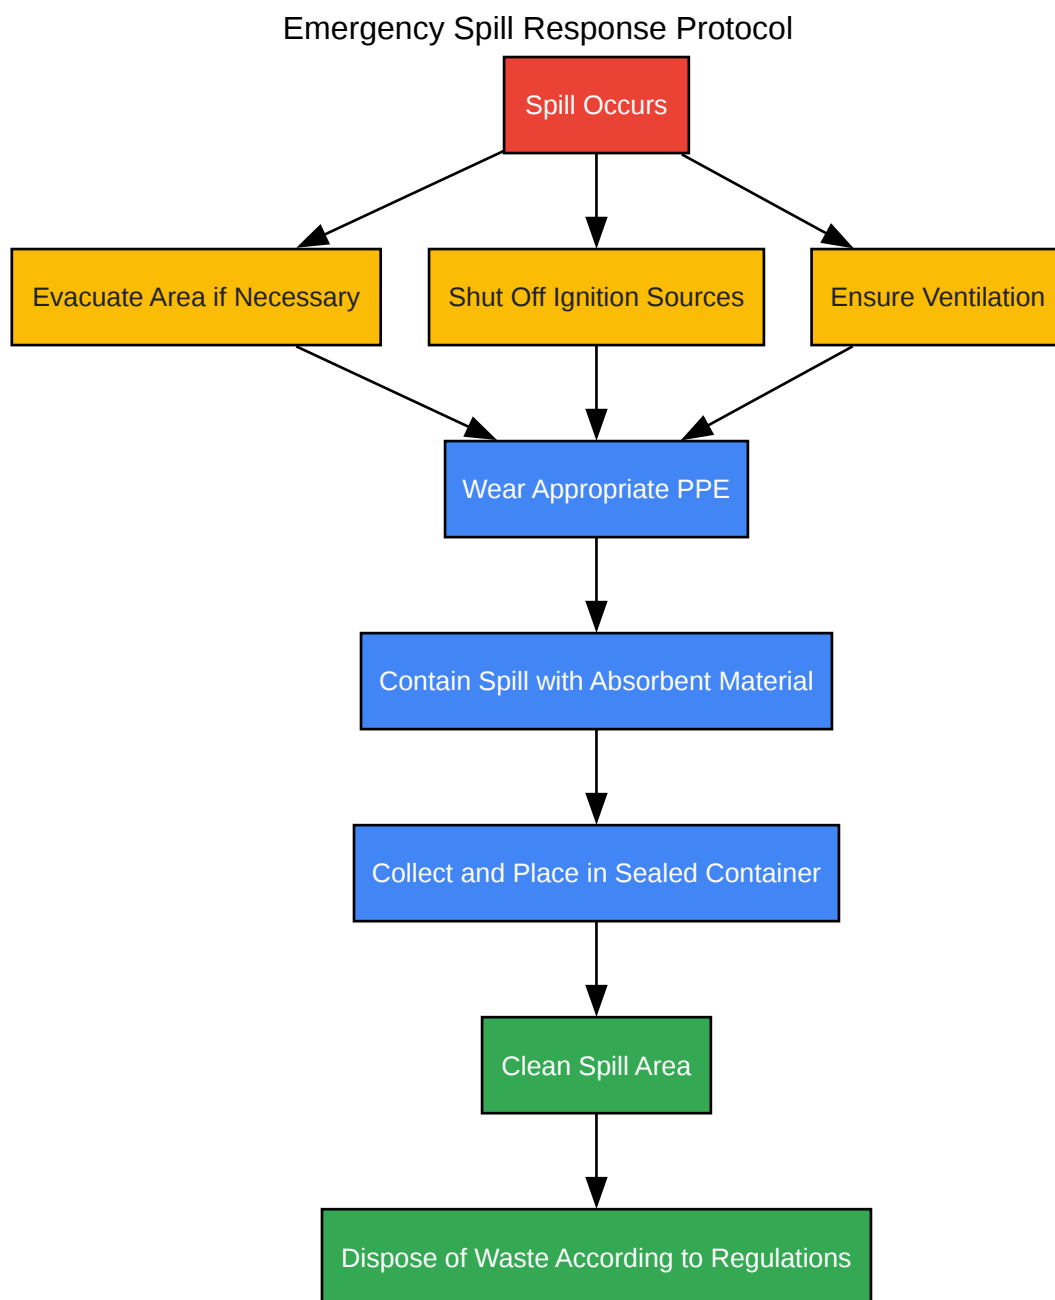 Emergency Spill Response Protocol
Spill Occurs
Evacuate Area if Necessary
Shut Off Ignition Sources
Ensure Ventilation
Wear Appropriate PPE
Contain Spill with Absorbent Material
Collect and Place in Sealed Container
Clean Spill Area
Dispose of Waste According to Regulations